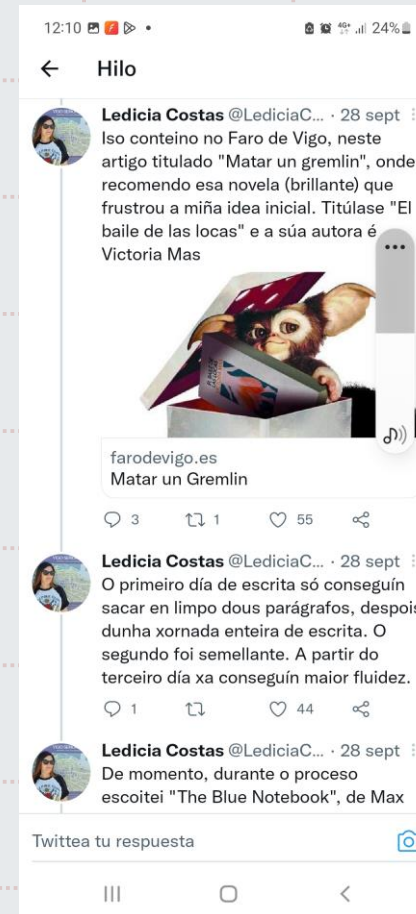 12:10
4G+ 24%
Hilo
Ledicia Costas @LediciaC... · 28 sept
Iso conteino no Faro de Vigo, neste
artigo titulado "Matar un gremlin", onde
recomendo esa novela (brillante) que
frustrou a miña idea inicial. Titúlase "El
baile de las locas" e a súa autora é
Victoria Mas
farodevigo.es
Matar un Gremlin
3 1 55
Ledicia Costas @LediciaC... · 28 sept
O primeiro día de escrita só conseguín
sacar en limpo dous parágrafos, despois
dunha xornada enteira de escrita. O
segundo foi semellante. A partir do
terceiro día xa conseguín maior fluidez.
1 44
Ledicia Costas @LediciaC... · 28 sept
De momento, durante o proceso
escoitei "The Blue Notebook", de Max
Twittea tu respuesta